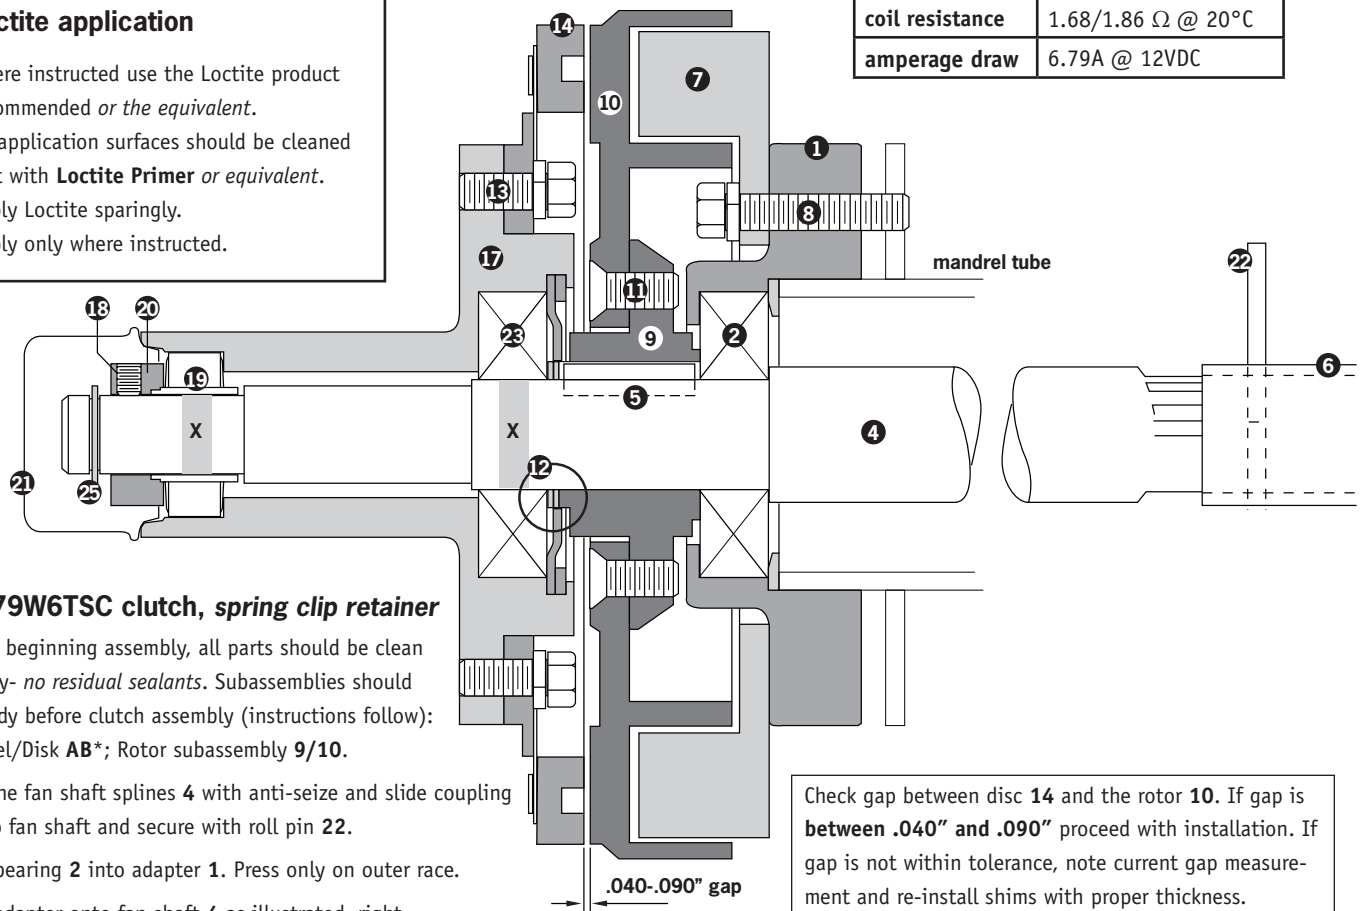 ctite application
ere instructed use the Loctite product
commended or the equivalent.
application surfaces should be cleaned
t with Loctite Primer or equivalent.
ply Loctite sparingly.
ply only where instructed.
coil resistance 1.68/1.86 Ω @ 20°C
amperage draw 6.79A @ 12VDC
14
10
7
1
13
8
17
mandrel tube
22
11
18
20
23
9
2
19
6
5
X
X
4
12
21
25
79W6TSC clutch, spring clip retainer
beginning assembly, all parts should be clean
y- no residual sealants. Subassemblies should
dy before clutch assembly (instructions follow):
el/Disk AB*; Rotor subassembly 9/10.
he fan shaft splines 4 with anti-seize and slide coupling
o fan shaft and secure with roll pin 22.
bearing 2 into adapter 1. Press only on outer race.
.040-.090” gap
Check gap between disc 14 and the rotor 10. If gap is
between .040” and .090” proceed with installation. If
gap is not within tolerance, note current gap measure-
ment and re-install shims with proper thickness.